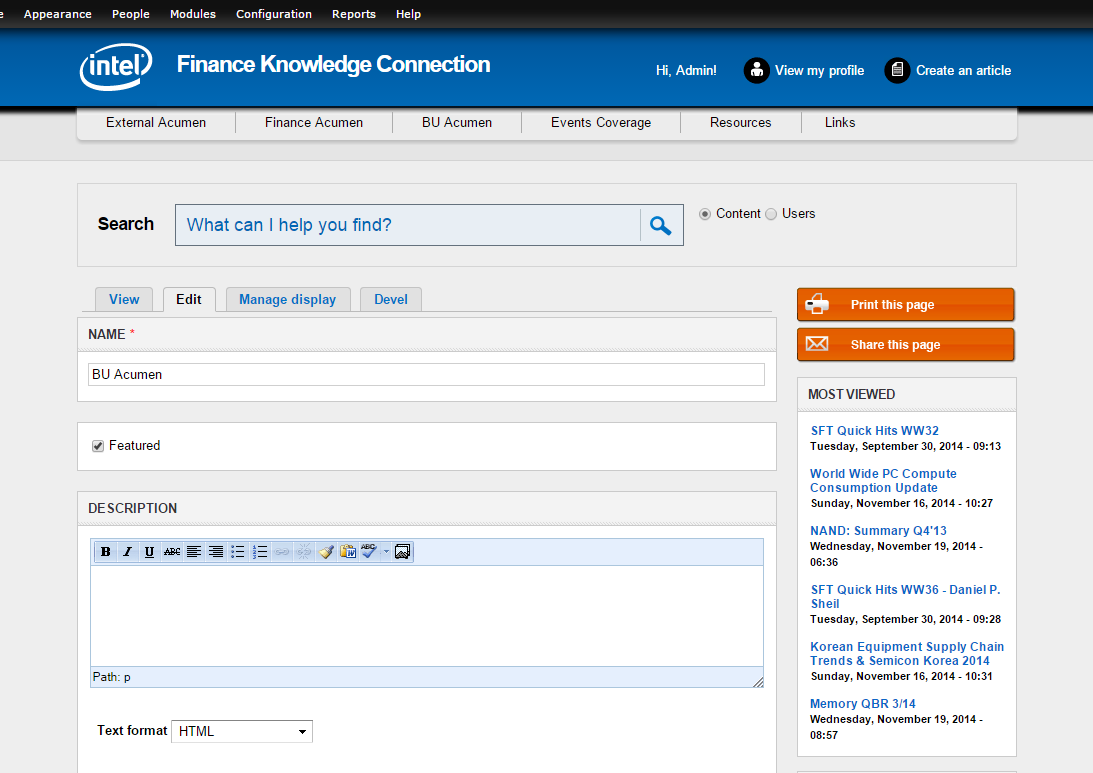 e Appearance People Modules Configuration Reports Help
intel Finance Knowledge Connection
Hi, Admin! View my profile Create an article
External Acumen Finance Acumen BU Acumen Events Coverage Resources Links
Search What can I help you find? Content Users
View Edit Manage display Devel
NAME *
BU Acumen
Featured
DESCRIPTION
B I U ABC ABC
Path: p
Text format HTML
Print this page
Share this page
MOST VIEWED
SFT Quick Hits WW32
Tuesday, September 30, 2014 - 09:13
World Wide PC Compute
Consumption Update
Sunday, November 16, 2014 - 10:27
NAND: Summary Q4'13
Wednesday, November 19, 2014 -
06:36
SFT Quick Hits WW36 - Daniel P.
Sheil
Tuesday, September 30, 2014 - 09:28
Korean Equipment Supply Chain
Trends & Semicon Korea 2014
Sunday, November 16, 2014 - 10:31
Memory QBR 3/14
Wednesday, November 19, 2014 -
08:57